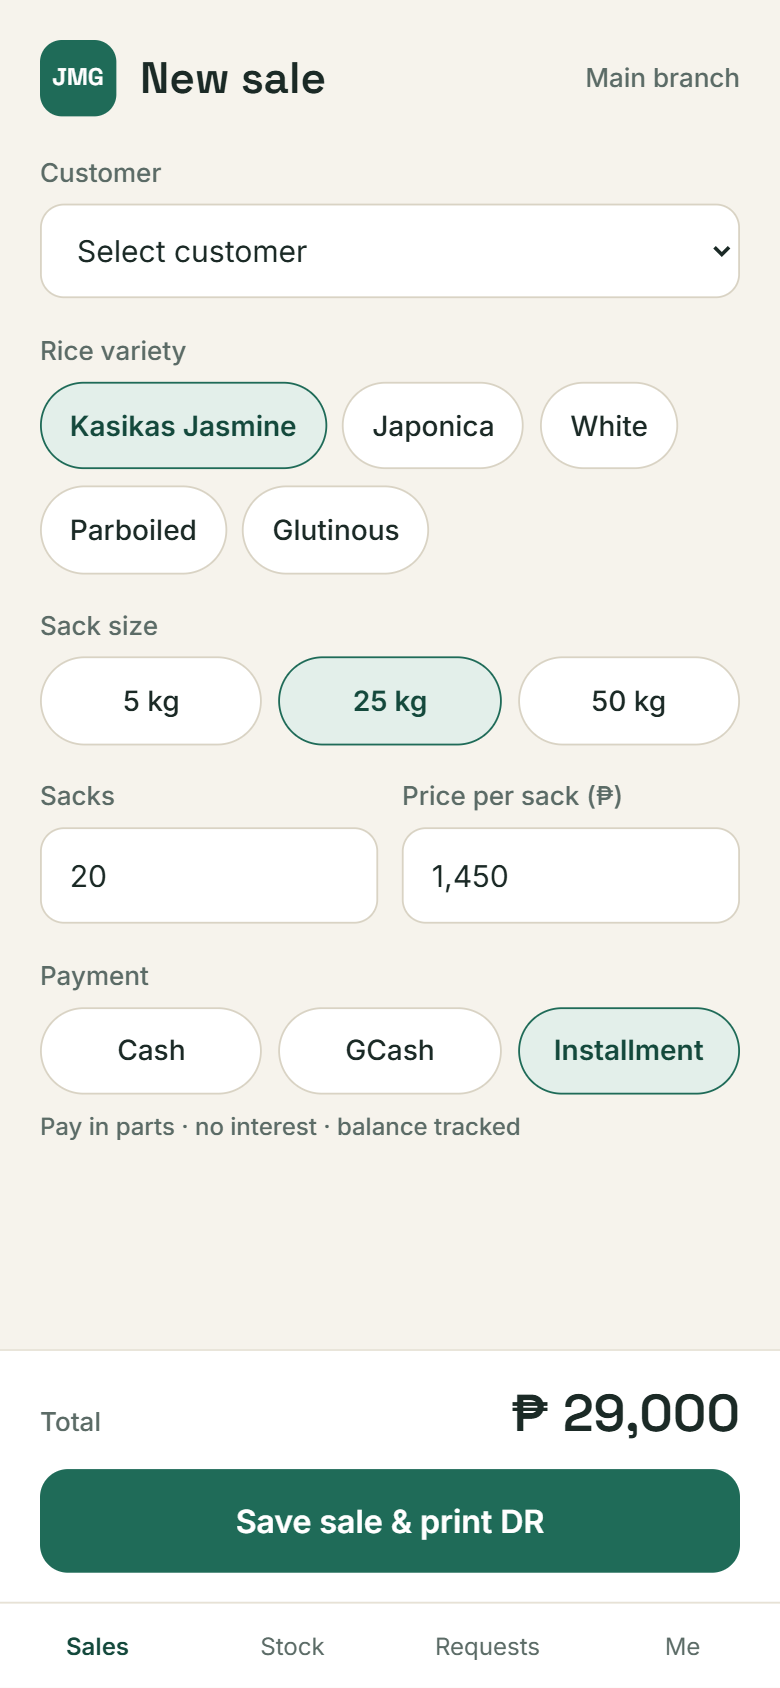 JMG New sale Main branch
Customer
Select customer
Rice variety
Kasikas Jasmine Japonica White
Parboiled Glutinous
Sack size
5 kg 25 kg 50 kg
Sacks Price per sack (₱)
20 1,450
Payment
Cash GCash Installment
Pay in parts · no interest · balance tracked
Total ₱ 29,000
Save sale & print DR
Sales Stock Requests Me